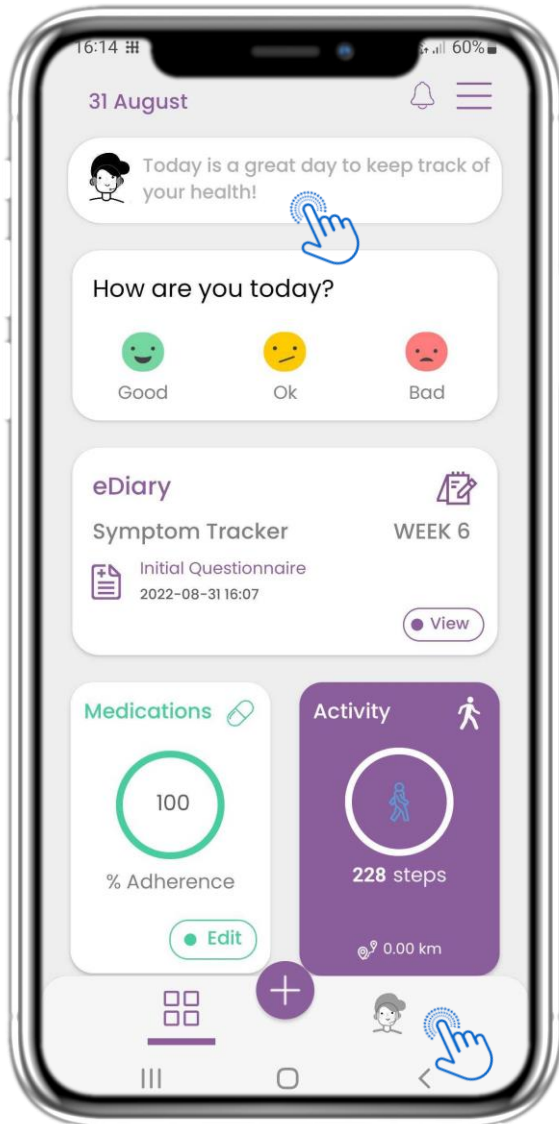 16:14 60%
31 August
Today is a great day to keep track of
your health!
How are you today?
Good Ok Bad
eDiary
Symptom Tracker WEEK 6
Initial Questionnaire
2022-08-31 16:07
View
Medications Activity
100
% Adherence 228 steps
Edit 0.00 km